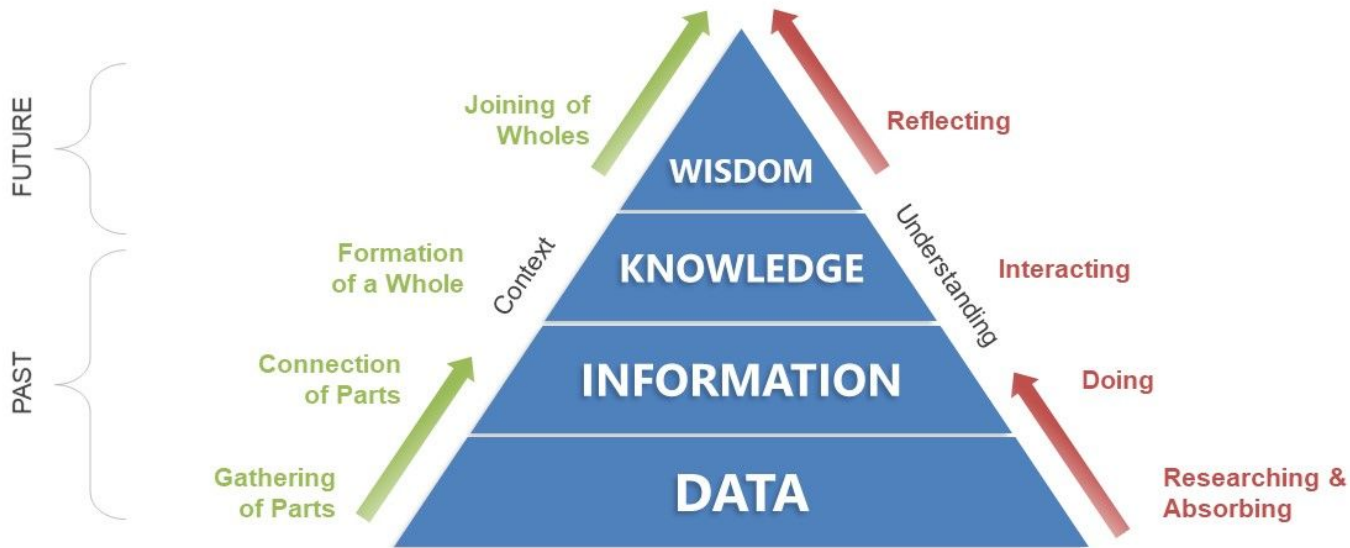 FUTURE
Joining of
Wholes
WISDOM
Reflecting
Formation
of a Whole
Context
KNOWLEDGE
Understanding
Interacting
PAST
Connection
of Parts
INFORMATION
Doing
Gathering
of Parts
DATA
Researching &
Absorbing